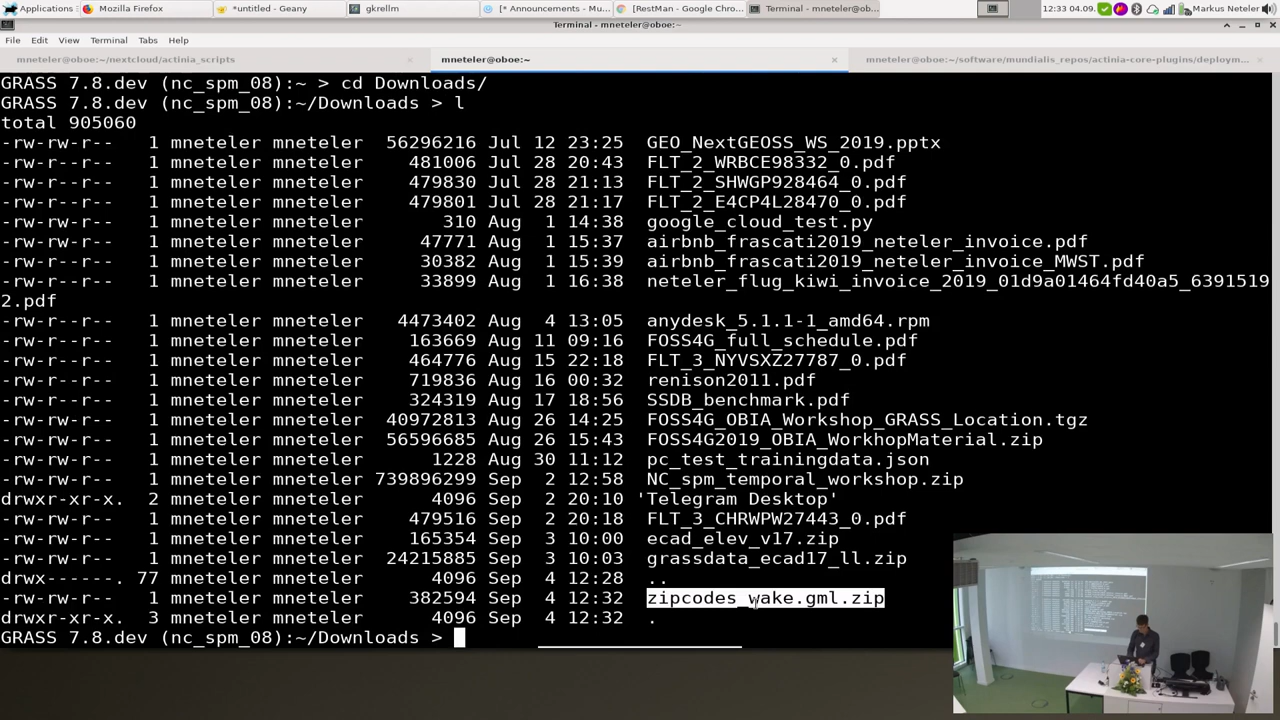 Applications
Mozilla Firefox
*untitled - Geany
gkrellm
[* Announcements - Mu...
[RestMan - Google Chro...
Terminal - mneteler@ob...
12:33 04.09.
Markus Neteler
Terminal - mneteler@oboe:~
File Edit View Terminal Tabs Help
mneteler@oboe:~/nextcloud/actinia_scripts
mneteler@oboe:~
mneteler@oboe:~/software/mundialis_repos/actinia-core-plugins/deploym...
GRASS 7.8.dev (nc_spm_08):~ > cd Downloads/
GRASS 7.8.dev (nc_spm_08):~/Downloads > l
total 905060
-rw-rw-r-- 1 mneteler mneteler 56296216 Jul 12 23:25 GEO_NextGEOSS_WS_2019.pptx
-rw-r--r-- 1 mneteler mneteler 481006 Jul 28 20:43 FLT_2_WRBCE98332_0.pdf
-rw-r--r-- 1 mneteler mneteler 479830 Jul 28 21:13 FLT_2_SHWGP928464_0.pdf
-rw-r--r-- 1 mneteler mneteler 479801 Jul 28 21:17 FLT_2_E4CP4L28470_0.pdf
-rw-rw-r-- 1 mneteler mneteler 310 Aug 1 14:38 google_cloud_test.py
-rw-rw-r-- 1 mneteler mneteler 47771 Aug 1 15:37 airbnb_frascati2019_neteler_invoice.pdf
-rw-rw-r-- 1 mneteler mneteler 30382 Aug 1 15:39 airbnb_frascati2019_neteler_invoice_MWST.pdf
-rw-rw-r-- 1 mneteler mneteler 33899 Aug 1 16:38 neteler_flug_kiwi_invoice_2019_01d9a01464fd40a5_6391519
2.pdf
-rw-r--r-- 1 mneteler mneteler 4473402 Aug 4 13:05 anydesk_5.1.1-1_amd64.rpm
-rw-rw-r-- 1 mneteler mneteler 163669 Aug 11 09:16 FOSS4G_full_schedule.pdf
-rw-r--r-- 1 mneteler mneteler 464776 Aug 15 22:18 FLT_3_NYVSXZ27787_0.pdf
-rw-rw-r-- 1 mneteler mneteler 719836 Aug 16 00:32 renison2011.pdf
-rw-rw-r-- 1 mneteler mneteler 324319 Aug 17 18:56 SSDB_benchmark.pdf
-rw-rw-r-- 1 mneteler mneteler 40972813 Aug 26 14:25 FOSS4G_OBIA_Workshop_GRASS_Location.tgz
-rw-rw-r-- 1 mneteler mneteler 56596685 Aug 26 15:43 FOSS4G2019_OBIA_WorkhopMaterial.zip
-rw-rw-r-- 1 mneteler mneteler 1228 Aug 30 11:12 pc_test_trainingdata.json
-rw-rw-r-- 1 mneteler mneteler 739896299 Sep 2 12:58 NC_spm_temporal_workshop.zip
drwxr-xr-x. 2 mneteler mneteler 4096 Sep 2 20:10 'Telegram Desktop'
-rw-r--r-- 1 mneteler mneteler 479516 Sep 2 20:18 FLT_3_CHRWPW27443_0.pdf
-rw-rw-r-- 1 mneteler mneteler 165354 Sep 3 10:00 ecad_elev_v17.zip
-rw-rw-r-- 1 mneteler mneteler 24215885 Sep 3 10:03 grassdata_ecad17_ll.zip
drwx------. 77 mneteler mneteler 4096 Sep 4 12:28 ..
-rw-rw-r-- 1 mneteler mneteler 382594 Sep 4 12:32 zipcodes_wake.gml.zip
drwxr-xr-x. 3 mneteler mneteler 4096 Sep 4 12:32 .
GRASS 7.8.dev (nc_spm_08):~/Downloads >